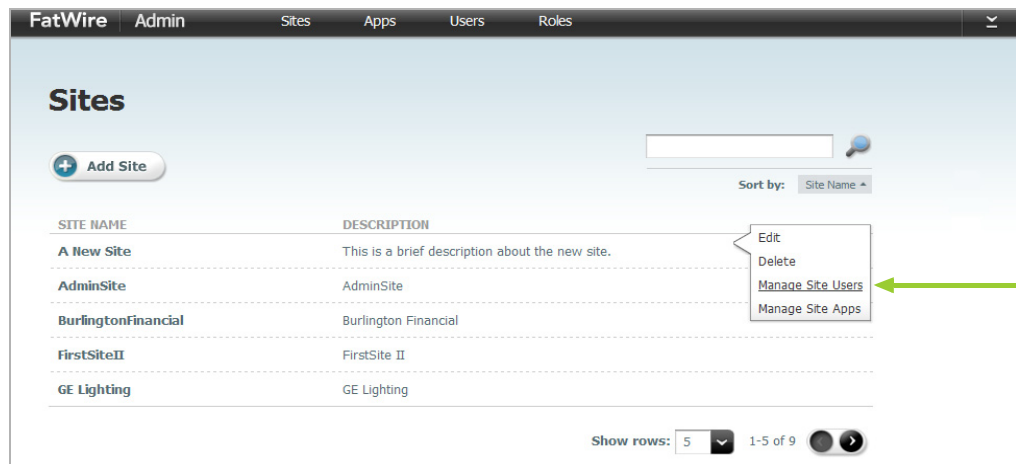 FatWire Admin Sites Apps Users Roles
Sites
Add Site
Sort by: Site Name
SITE NAME DESCRIPTION
A New Site This is a brief description about the new site.
Edit
Delete
AdminSite AdminSite
Manage Site Users
Manage Site Apps
BurlingtonFinancial Burlington Financial
FirstSiteII FirstSite II
GE Lighting GE Lighting
Show rows: 5 1-5 of 9